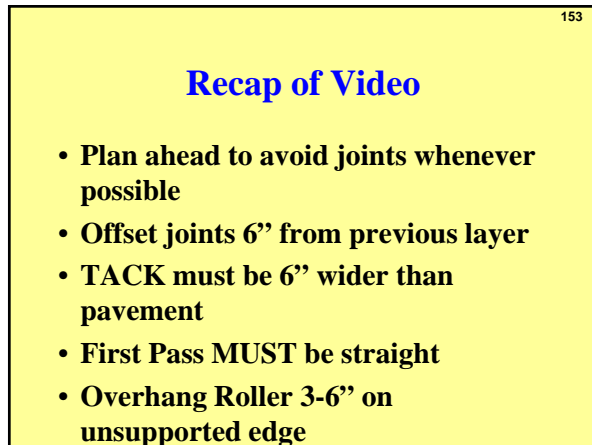 153
Recap of Video
• Plan ahead to avoid joints whenever
possible
• Offset joints 6” from previous layer
• TACK must be 6” wider than
pavement
• First Pass MUST be straight
• Overhang Roller 3-6” on
unsupported edge